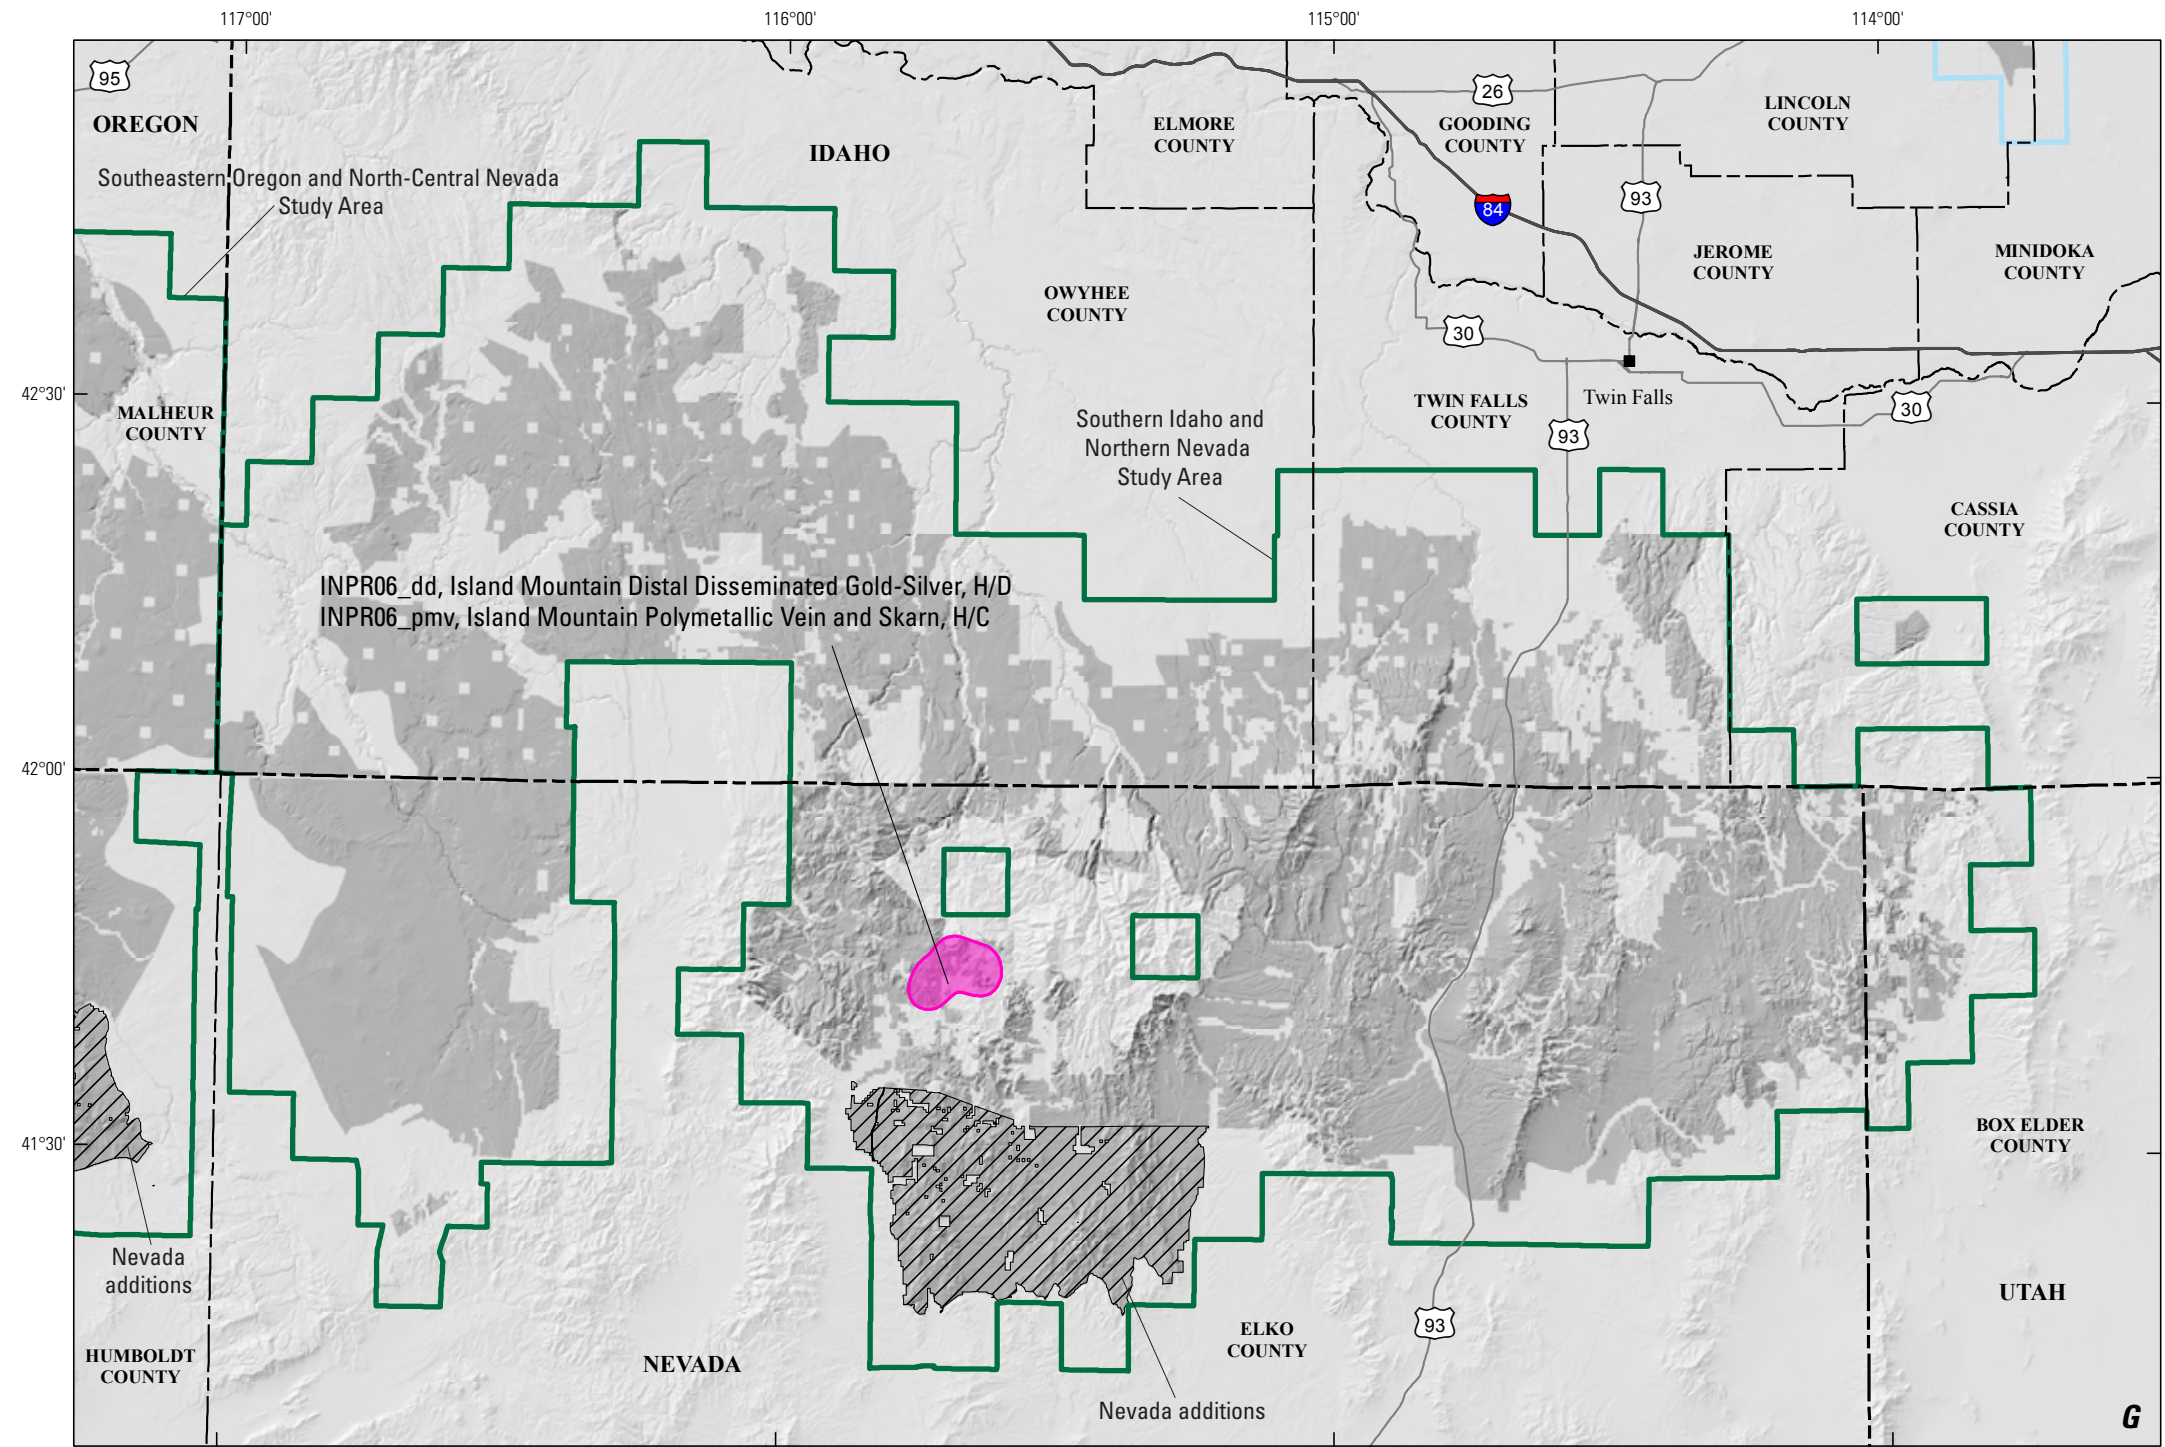 117°00'
116°00'
115°00'
114°00'
95
26
OREGON
LINCOLN
COUNTY
ELMORE
COUNTY
GOODING
COUNTY
IDAHO
Southeastern Oregon and North-Central Nevada
Study Area
93
84
JEROME
COUNTY
MINIDOKA
COUNTY
OWYHEE
COUNTY
30
42°30'
MALHEUR
COUNTY
Southern Idaho and
Northern Nevada
Study Area
TWIN FALLS
COUNTY
Twin Falls
30
93
CASSIA
COUNTY
INPR06_dd, Island Mountain Distal Disseminated Gold-Silver, H/D
INPR06_pmv, Island Mountain Polymetallic Vein and Skarn, H/C
42°00'
41°30'
BOX ELDER
COUNTY
Nevada
additions
UTAH
93
ELKO
COUNTY
HUMBOLDT
COUNTY
NEVADA
Nevada additions
G